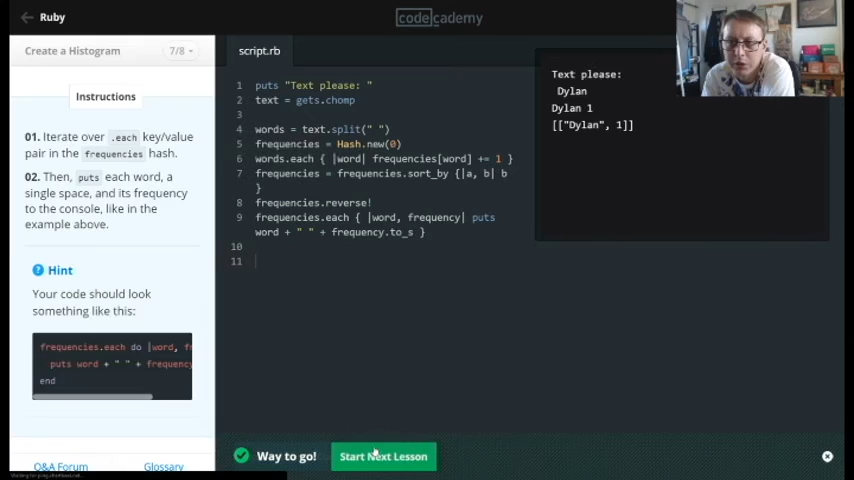 Ruby
codecademy
Create a Histogram
7/8
script.rb
Instructions
01. Iterate over .each key/value
pair in the frequencies hash.
02. Then, puts each word, a
single space, and its frequency
to the console, like in the
example above.
Hint
Your code should look
something like this:
frequencies.each do |word, fr
puts word + " " + frequency
end
Q&A Forum
Glossary
1 puts "Text please: "
2 text = gets.chomp
3
4 words = text.split(" ")
5 frequencies = Hash.new(0)
6 words.each { |word| frequencies[word] += 1 }
7 frequencies = frequencies.sort_by {|a, b| b
}
8 frequencies.reverse!
9 frequencies.each { |word, frequency| puts
word + " " + frequency.to_s }
10
11
Text please:
Dylan
Dylan 1
[["Dylan", 1]]
Way to go!
Start Next Lesson